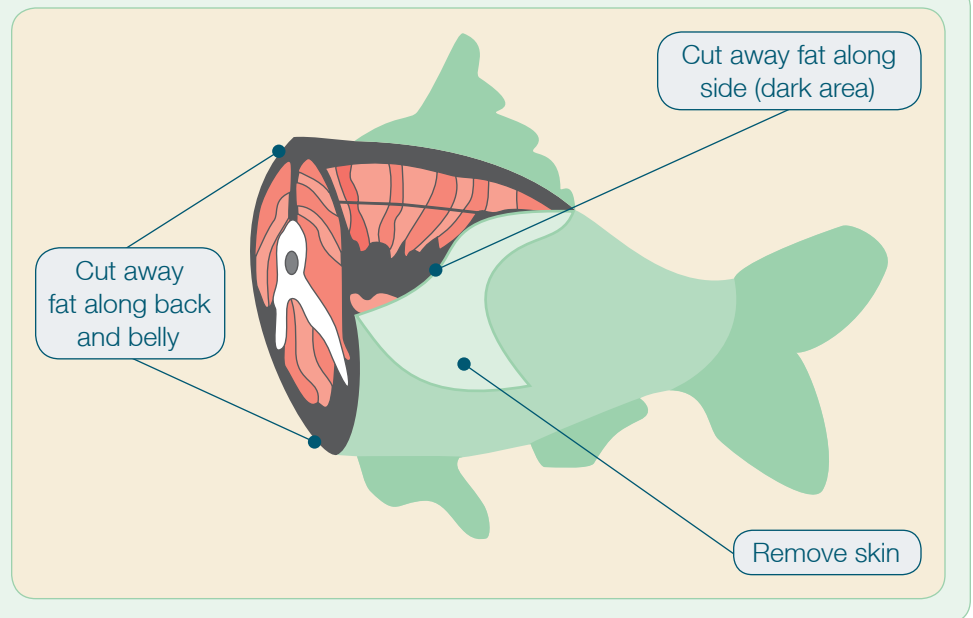 Cut away fat along
side (dark area)
Cut away
fat along back
and belly
Remove skin